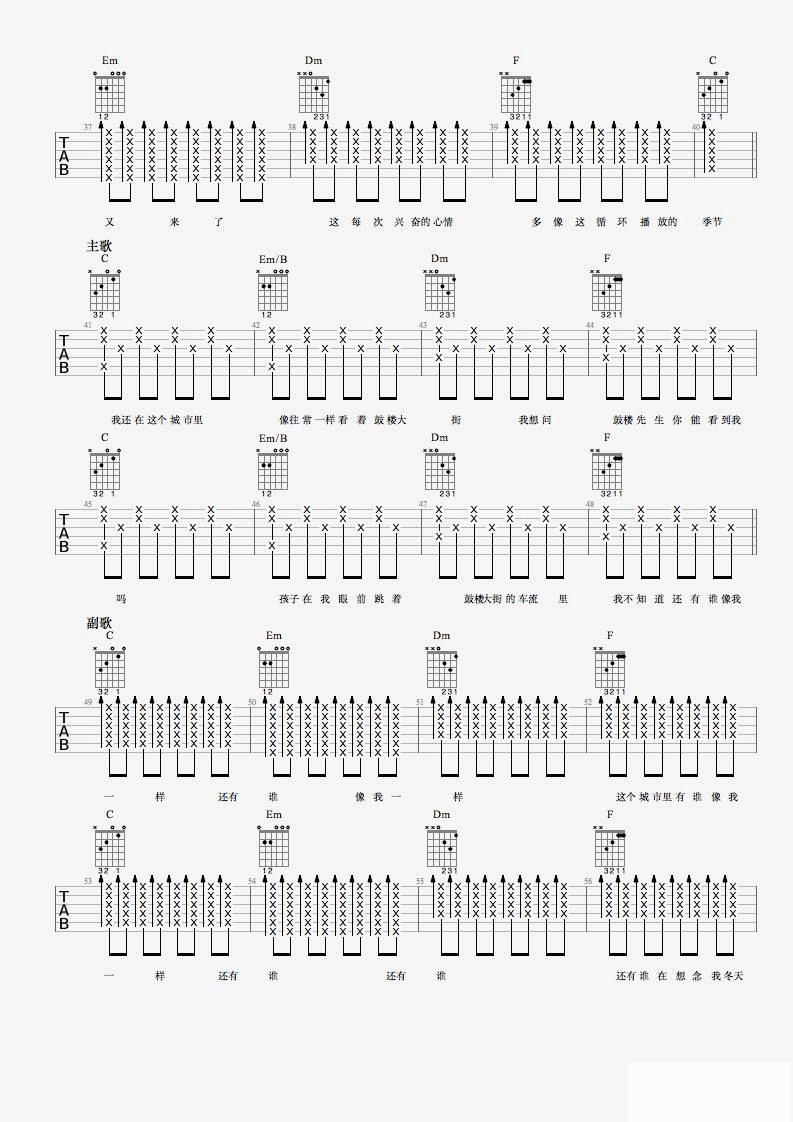 Em Dm F C
12 231 3211 32 1
37 38 39 40
TAB
又 来 了 这 每 次 兴 奋的 心情 多 像 这 循 环 播 放的 季节
主歌
C Em/B Dm F
32 1 12 231 3211
41 42 43 44
TAB
我还 在 这个 城 市里 像往 常 一样 看 着 鼓 楼大 街 我想 问 鼓楼 先 生 你 能 看 到我
C Em/B Dm F
32 1 12 231 3211
45 46 47 48
TAB
吗 孩子 在 我 眼 前 跳 着 鼓楼大街 的 车流 里 我不 知 道 还 有 谁 像我
副歌
C Em Dm F
32 1 12 231 3211
49 50 51 52
TAB
一 样 还有 谁 像 我 一 样 这个 城 市里 有 谁 像 我
C Em Dm F
32 1 12 231 3211
53 54 55 56
TAB
一 样 还有 谁 还有 谁 还有 谁 在 想 念 我 冬天